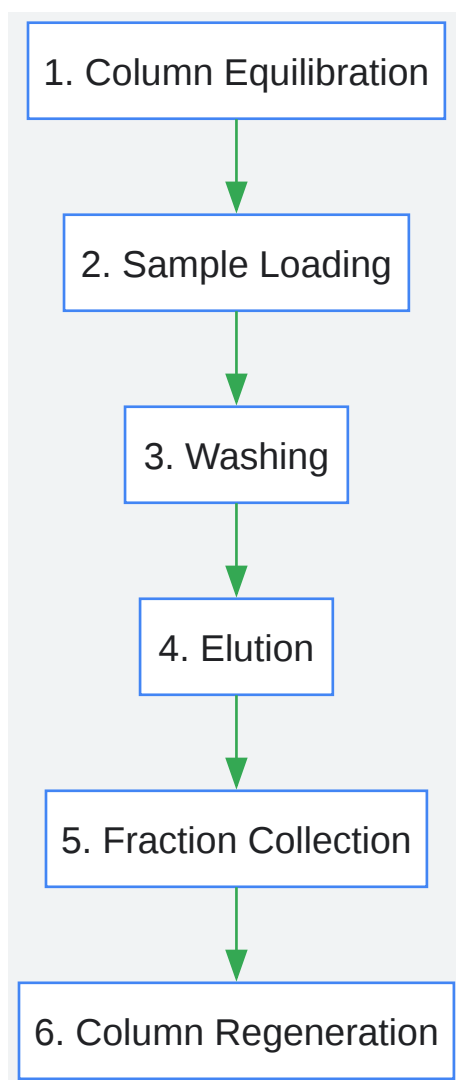 1. Column Equilibration
2. Sample Loading
3. Washing
4. Elution
5. Fraction Collection
6. Column Regeneration